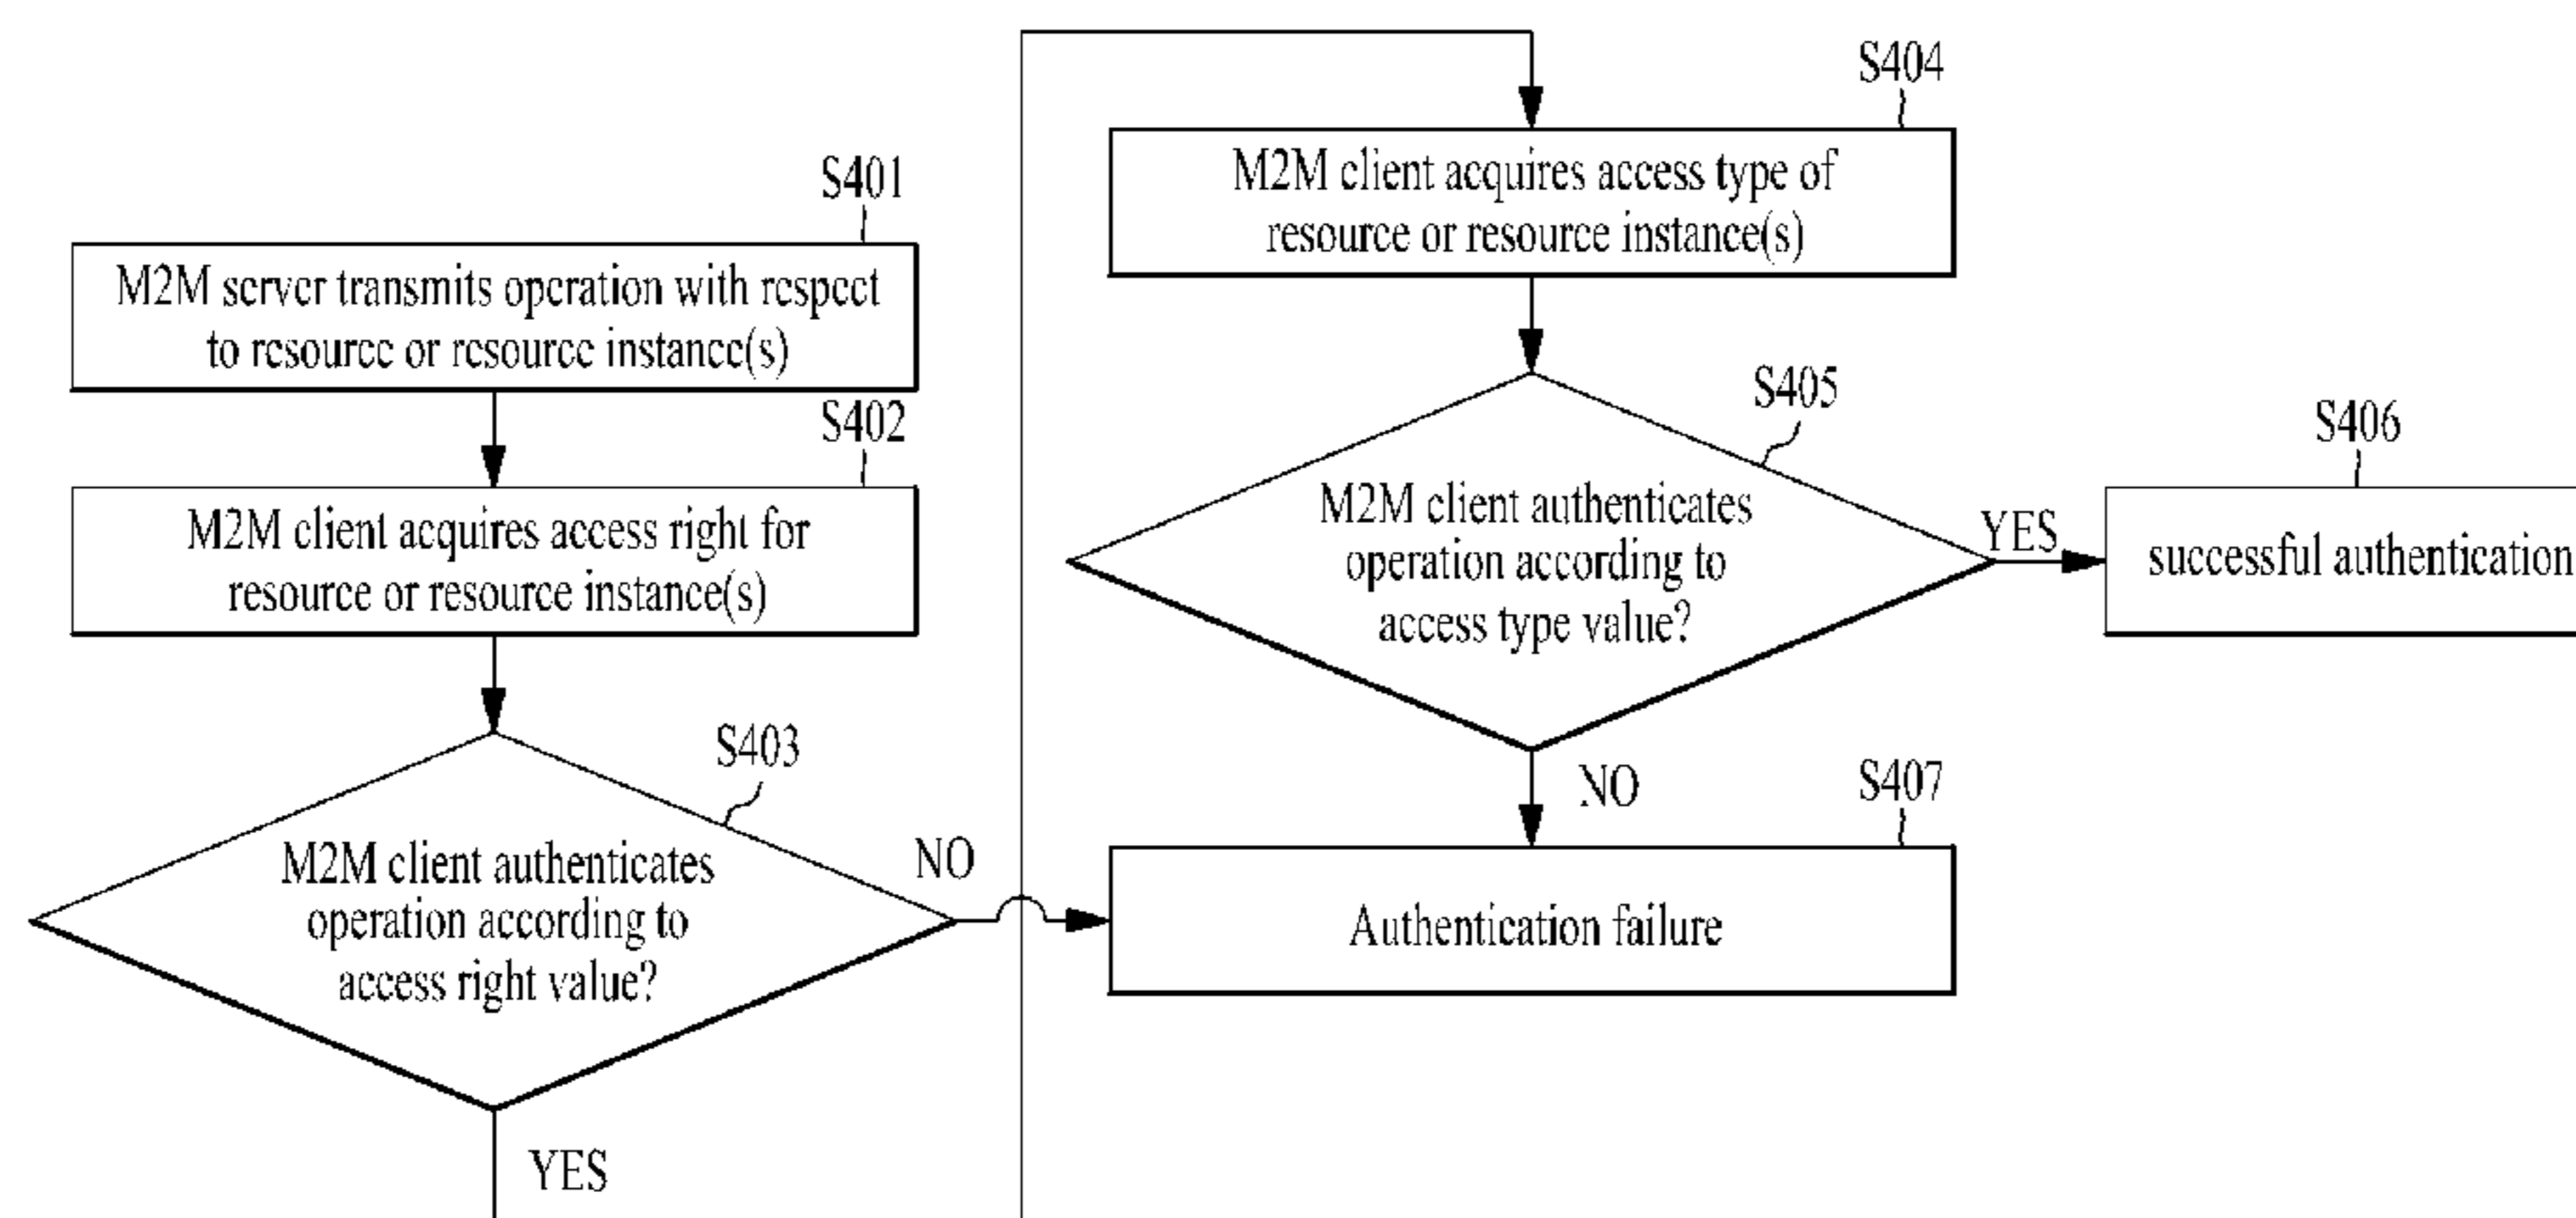 S401
M2M server transmits operation with respect
to resource or resource instance(s)
S402
M2M client acquires access right for
resource or resource instance(s)
S403
M2M client authenticates
operation according to
access right value?
NO
YES
S404
M2M client acquires access type of
resource or resource instance(s)
S405
M2M client authenticates
operation according to
access type value?
YES
NO
S406
successful authentication
S407
Authentication failure